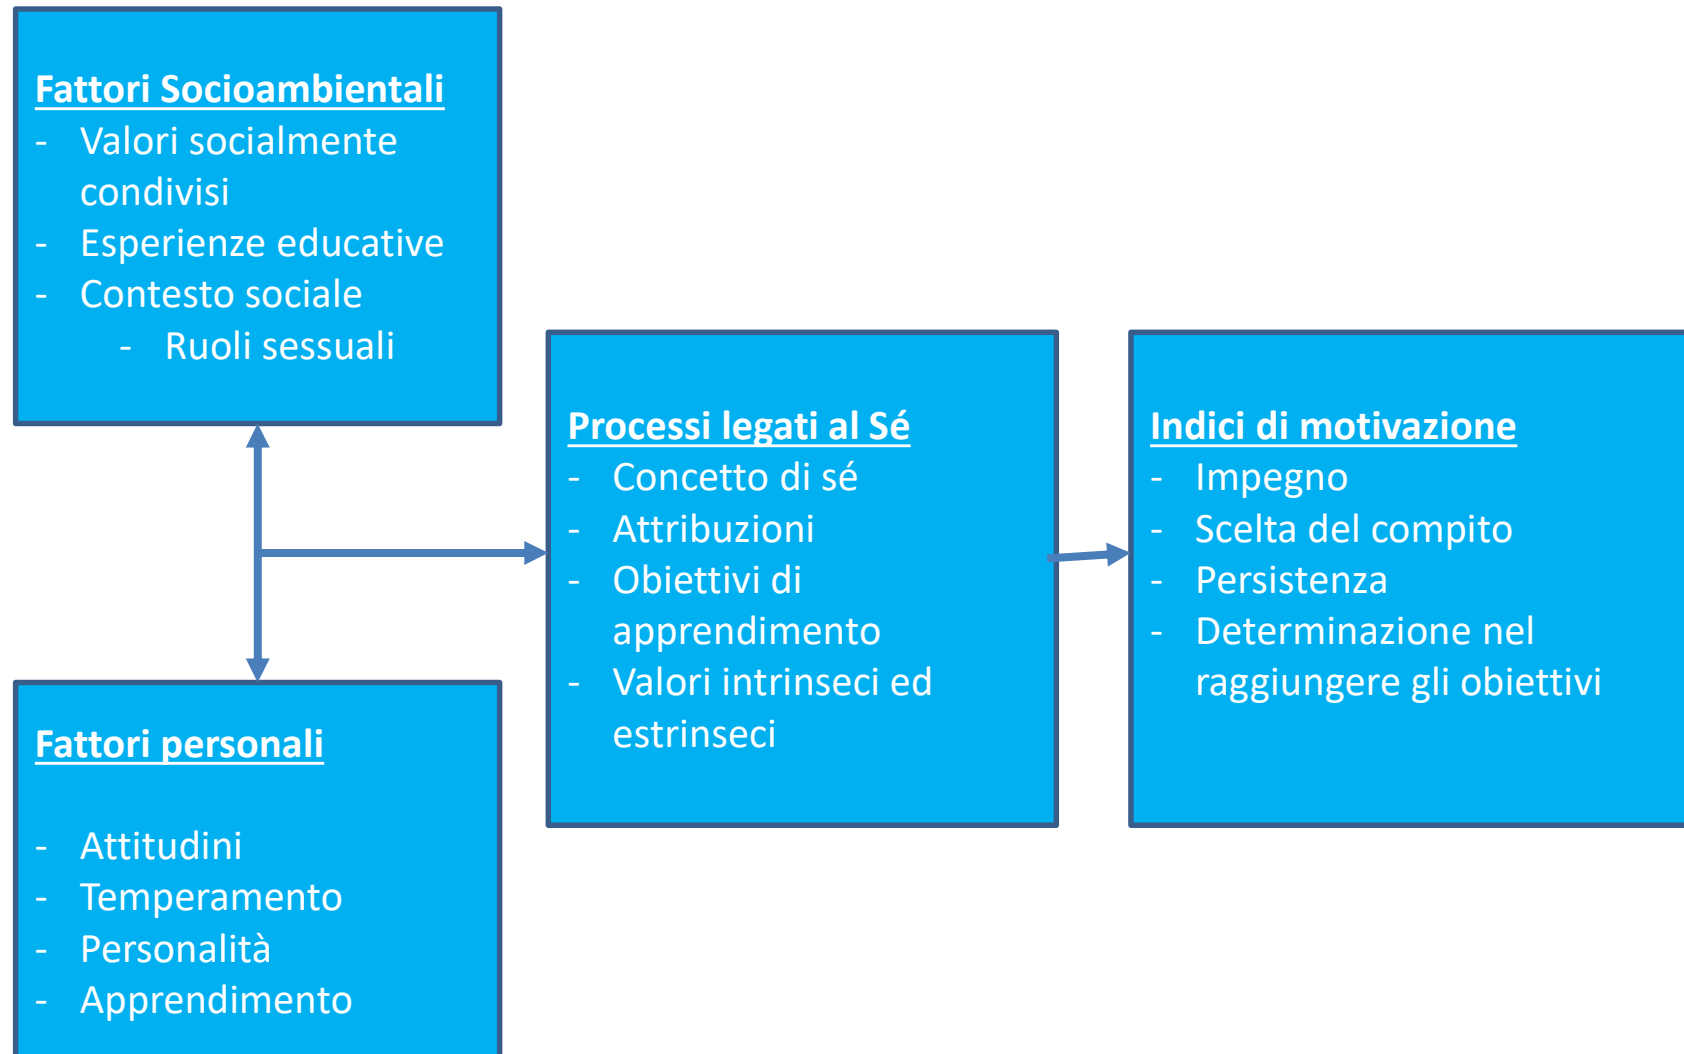 Fattori Socioambientali
- Valori socialmente
condivisi
- Esperienze educative
- Contesto sociale
- Ruoli sessuali
Fattori personali
- Attitudini
- Temperamento
- Personalità
- Apprendimento
Processi legati al Sé
- Concetto di sé
- Attribuzioni
- Obiettivi di
apprendimento
- Valori intrinseci ed
estrinseci
Indici di motivazione
- Impegno
- Scelta del compito
- Persistenza
- Determinazione nel
raggiungere gli obiettivi